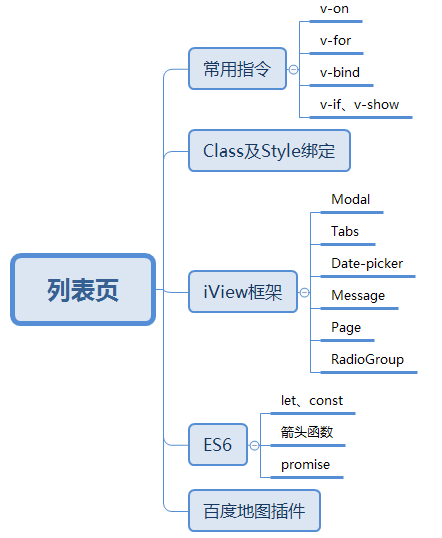 列表页
常用指令
v-on
v-for
v-bind
v-if、v-show
Class及Style绑定
iView框架
Modal
Tabs
Date-picker
Message
Page
RadioGroup
ES6
let、const
箭头函数
promise
百度地图插件